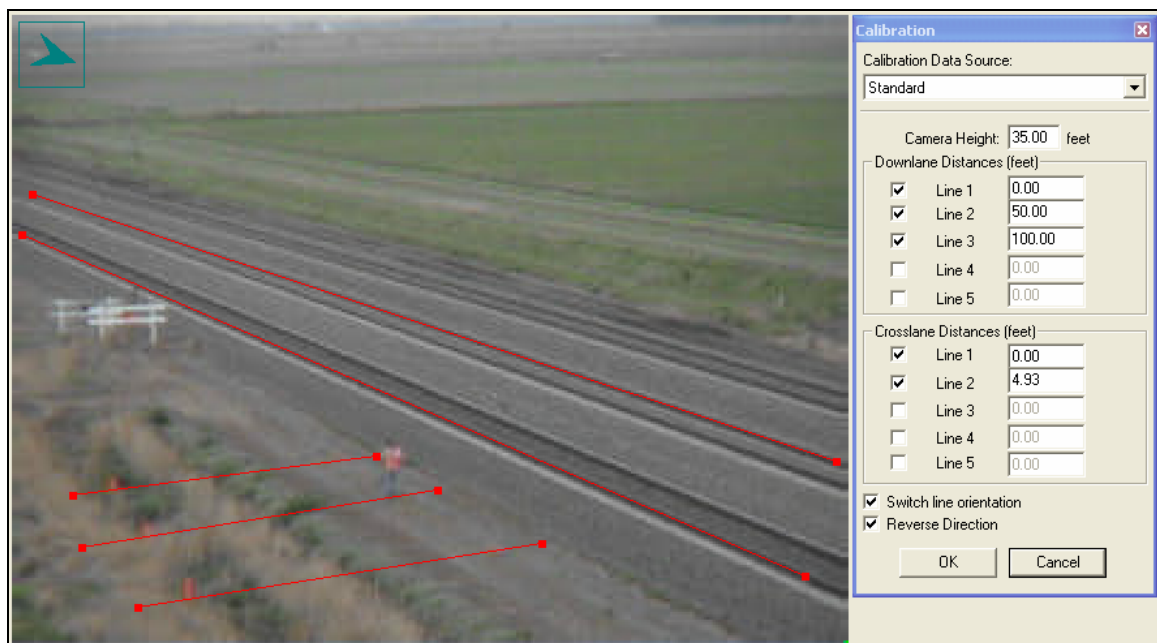 Calibration
Calibration Data Source:
Standard
Camera Height: 35.00 feet
Downlane Distances (feet)
Line 1 0.00
Line 2 50.00
Line 3 100.00
Line 4 0.00
Line 5 0.00
Crosslane Distances (feet)
Line 1 0.00
Line 2 4.93
Line 3 0.00
Line 4 0.00
Line 5 0.00
Switch line orientation
Reverse Direction
OK Cancel